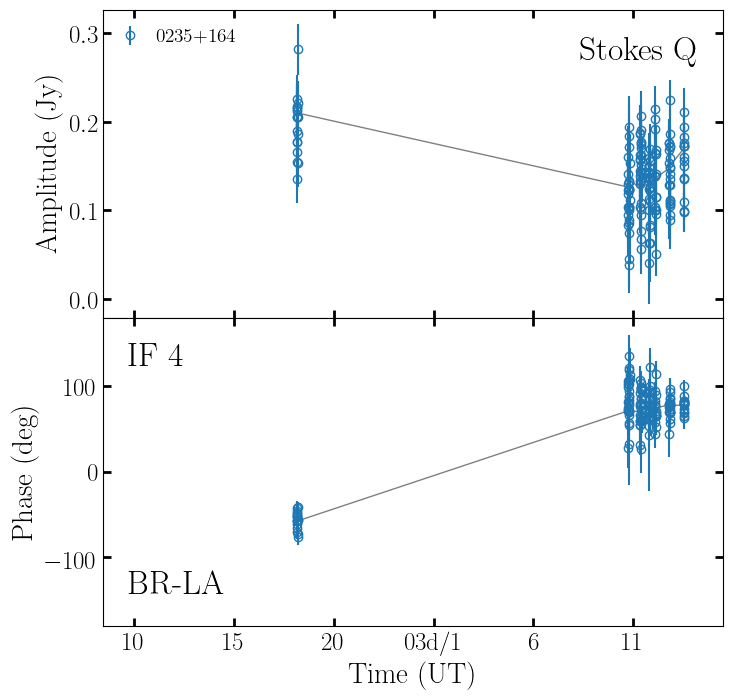 0235+164
Stokes Q
0.3
0.2
0.1
0.0
Amplitude (Jy)
IF 4
100
0
−100
Phase (deg)
BR-LA
10 15 20 03d/1 6 11
Time (UT)